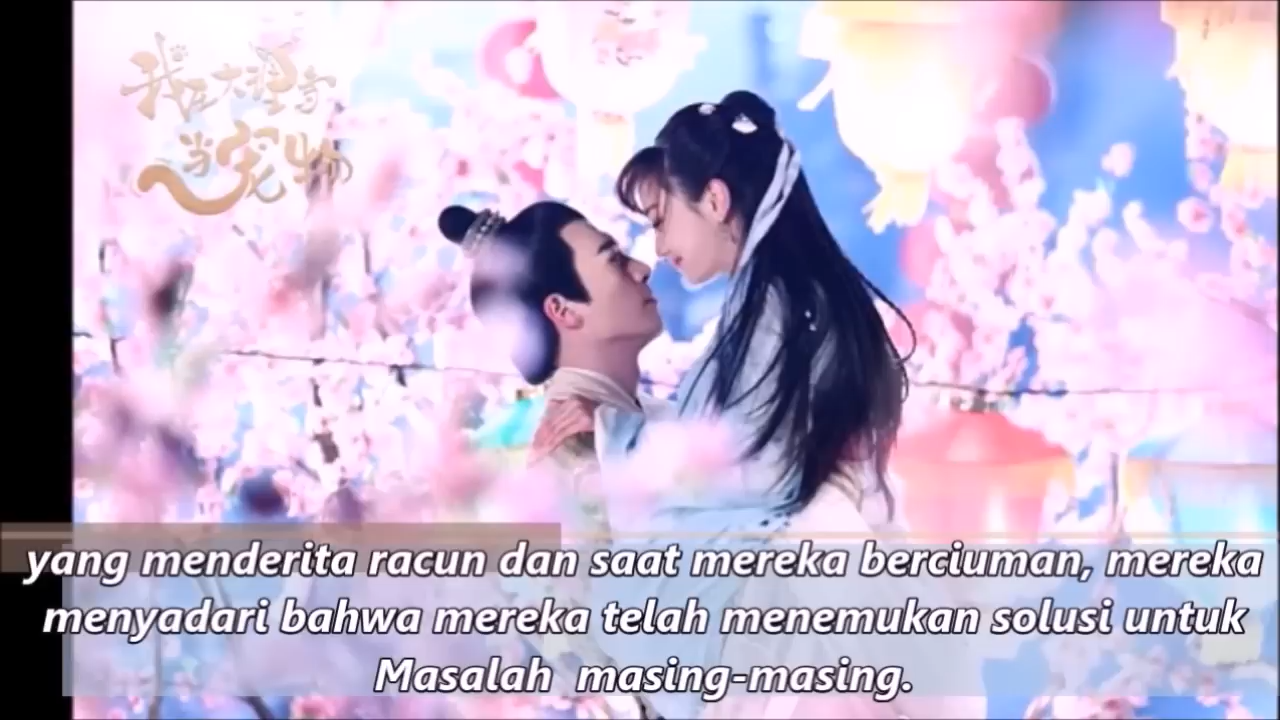 我在大理寺
当宠物
yang menderita racun dan saat mereka berciuman, mereka
menyadari bahwa mereka telah menemukan solusi untuk
Masalah masing-masing.